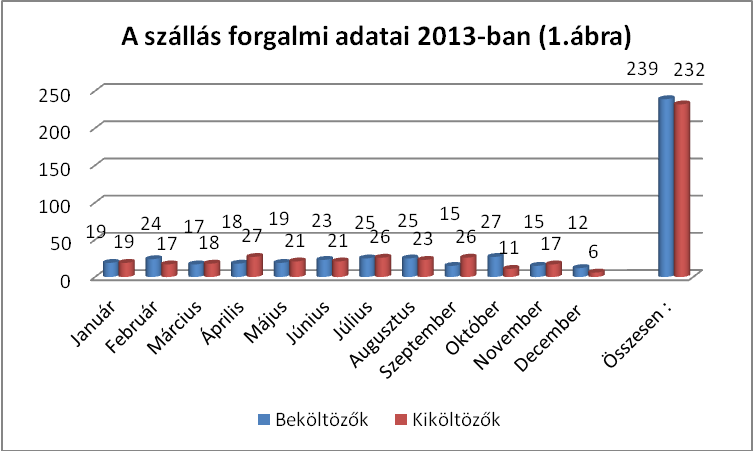 A szállás forgalmi adatai 2013-ban (1.ábra)
239 232
250
200
150
100
50
0
19 24 17 18 19 23 25 25 15 27 15 12
19 17 18 27 21 21 26 23 26 11 17 6
Január Február Március Április Május Június Július Augusztus Szeptember Október November December Összesen :
Beköltözők Kiköltözők